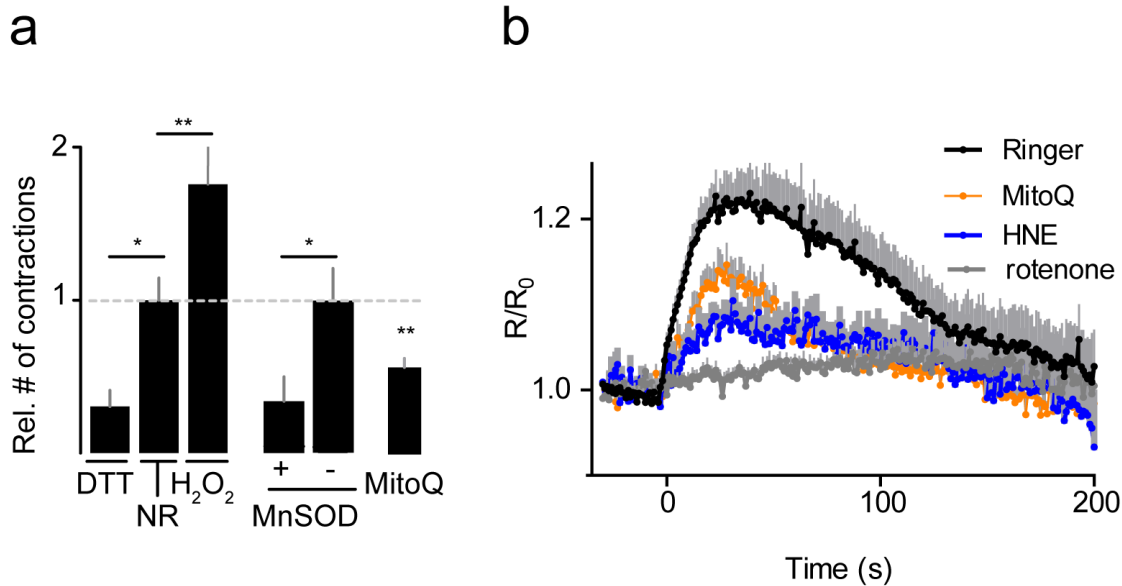 a
Rel. # of contractions
2
1
**
*
*
**
DTT
NR
H₂O₂
+
-
MnSOD
MitoQ
b
R/R₀
1.2
1.0
0
100
200
Time (s)
Ringer
MitoQ
HNE
rotenone